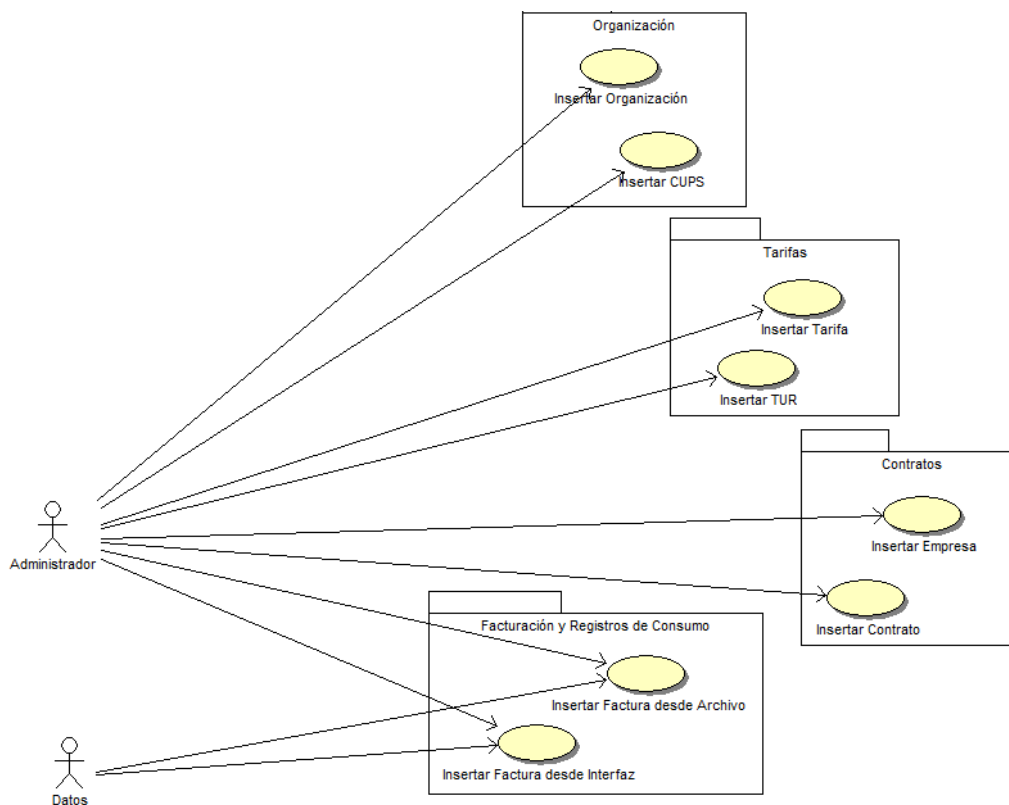 Organización
Insertar Organización
Insertar CUPS
Tarifas
Insertar Tarifa
Insertar TUR
Contratos
Insertar Empresa
Administrador
Insertar Contrato
Facturación y Registros de Consumo
Insertar Factura desde Archivo
Insertar Factura desde Interfaz
Datos